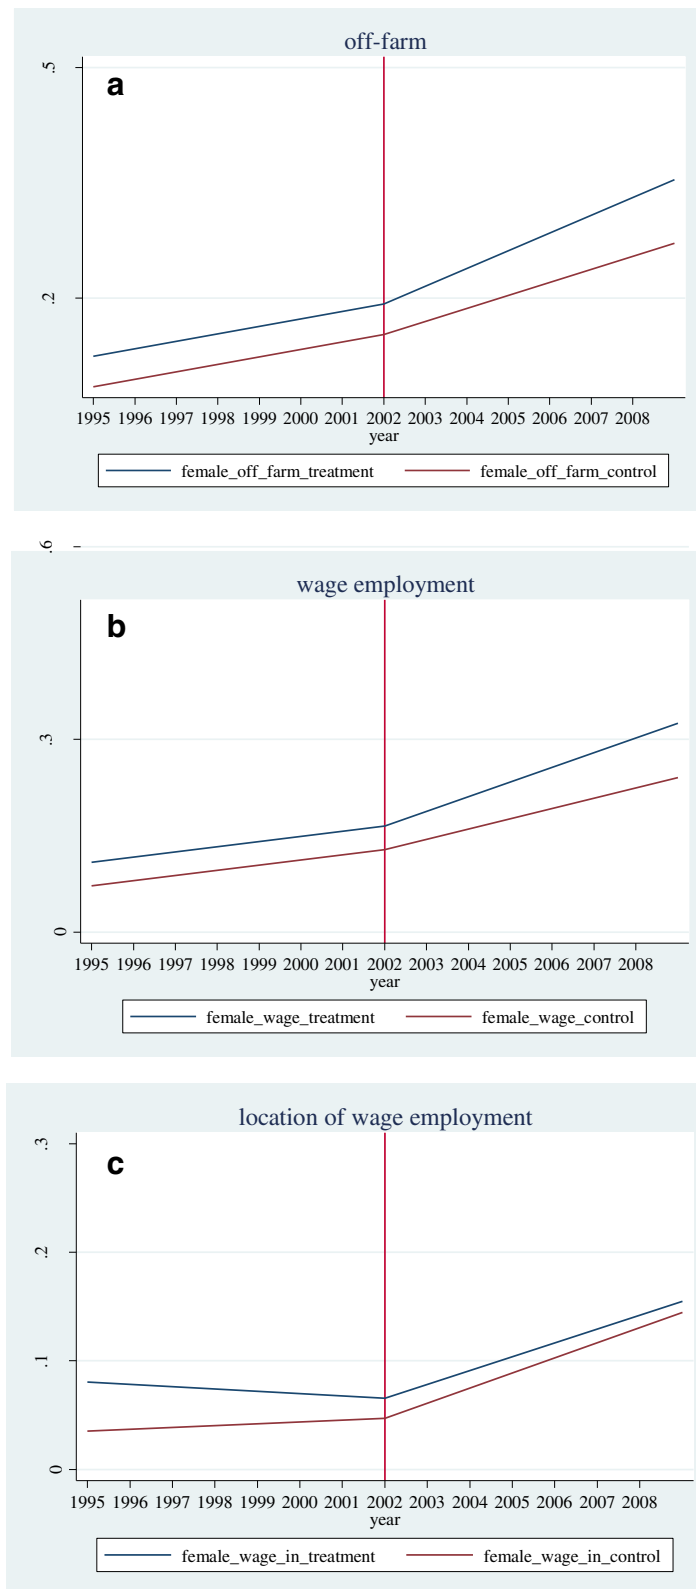 off-farm
.5
a
.2
1995 1996 1997 1998 1999 2000 2001 2002 2003 2004 2005 2006 2007 2008
year
female_off_farm_treatment female_off_farm_control
.6
wage employment
b
.3
0
1995 1996 1997 1998 1999 2000 2001 2002 2003 2004 2005 2006 2007 2008
year
female_wage_treatment female_wage_control
location of wage employment
.3
c
.2
.1
0
1995 1996 1997 1998 1999 2000 2001 2002 2003 2004 2005 2006 2007 2008
year
female_wage_in_treatment female_wage_in_control